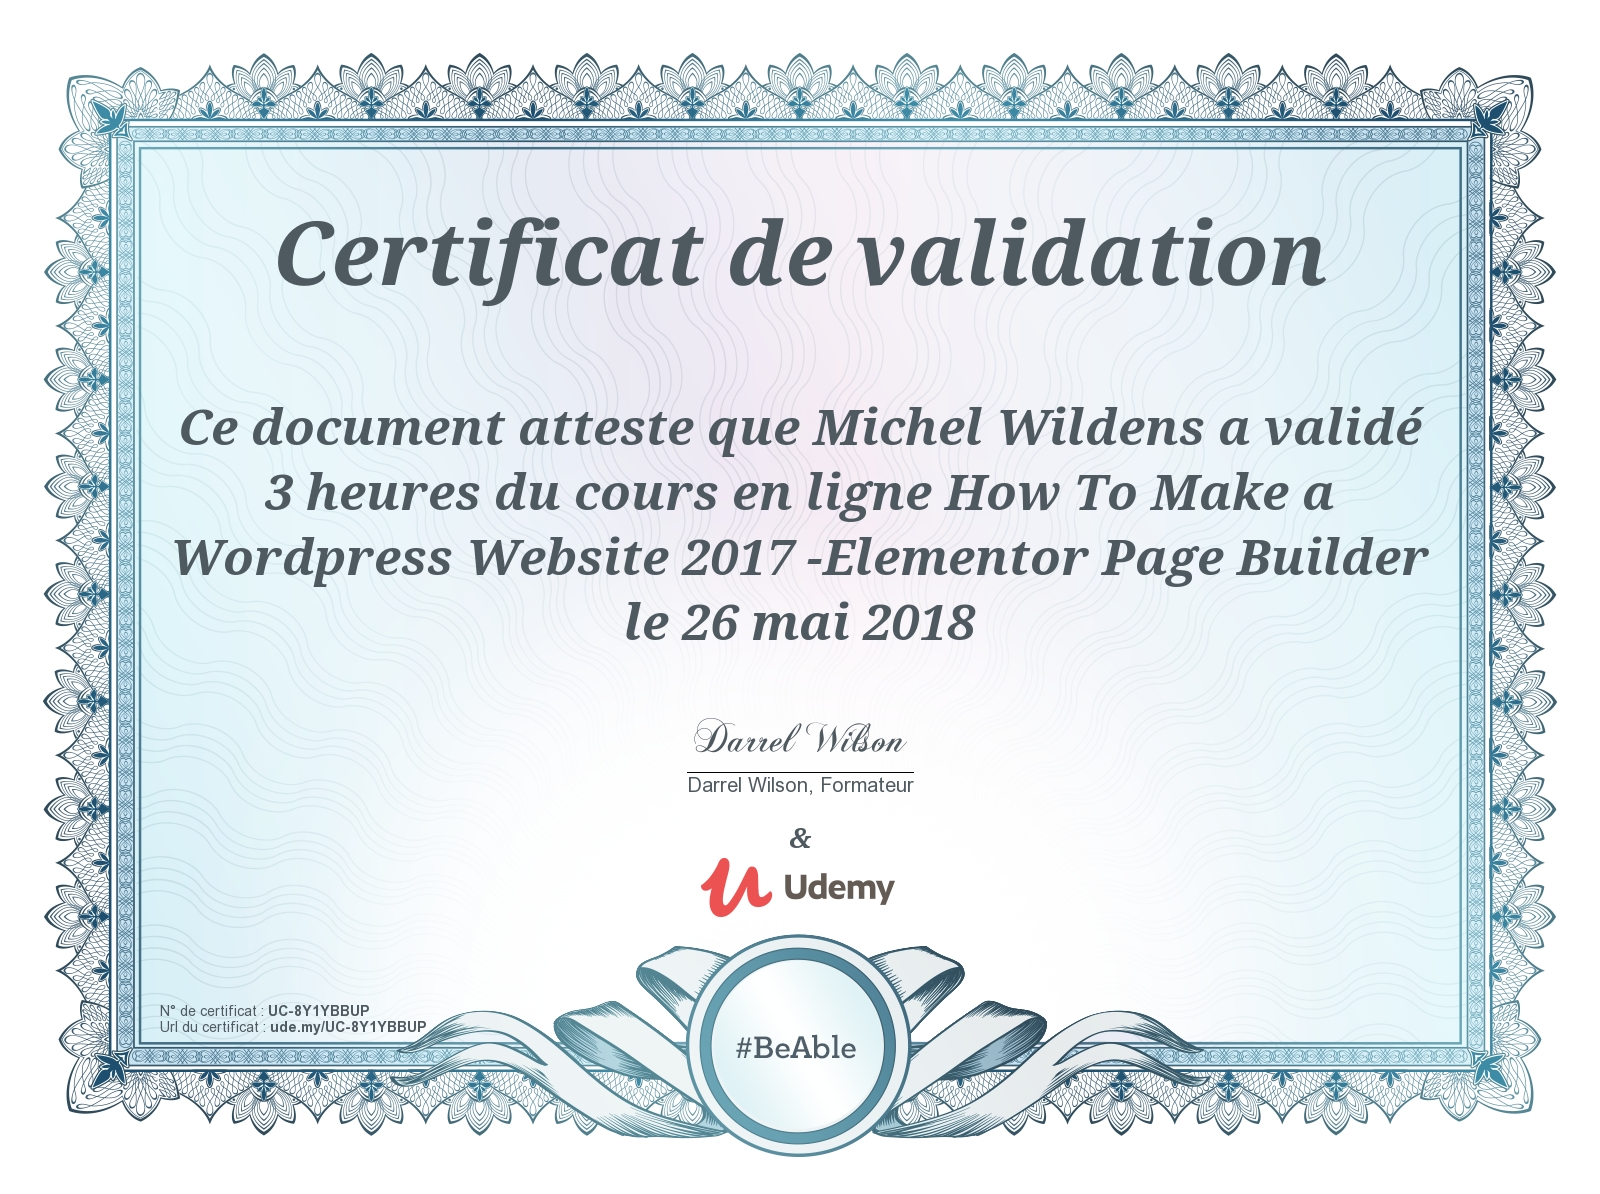 Certificat de validation
Ce document atteste que Michel Wildens a validé
3 heures du cours en ligne How To Make a
Wordpress Website 2017 -Elementor Page Builder
le 26 mai 2018
Darrel Wilson
Darrel Wilson, Formateur
&
Udemy
N° de certificat : UC-8Y1YBBUP
Url du certificat : ude.my/UC-8Y1YBBUP
#BeAble